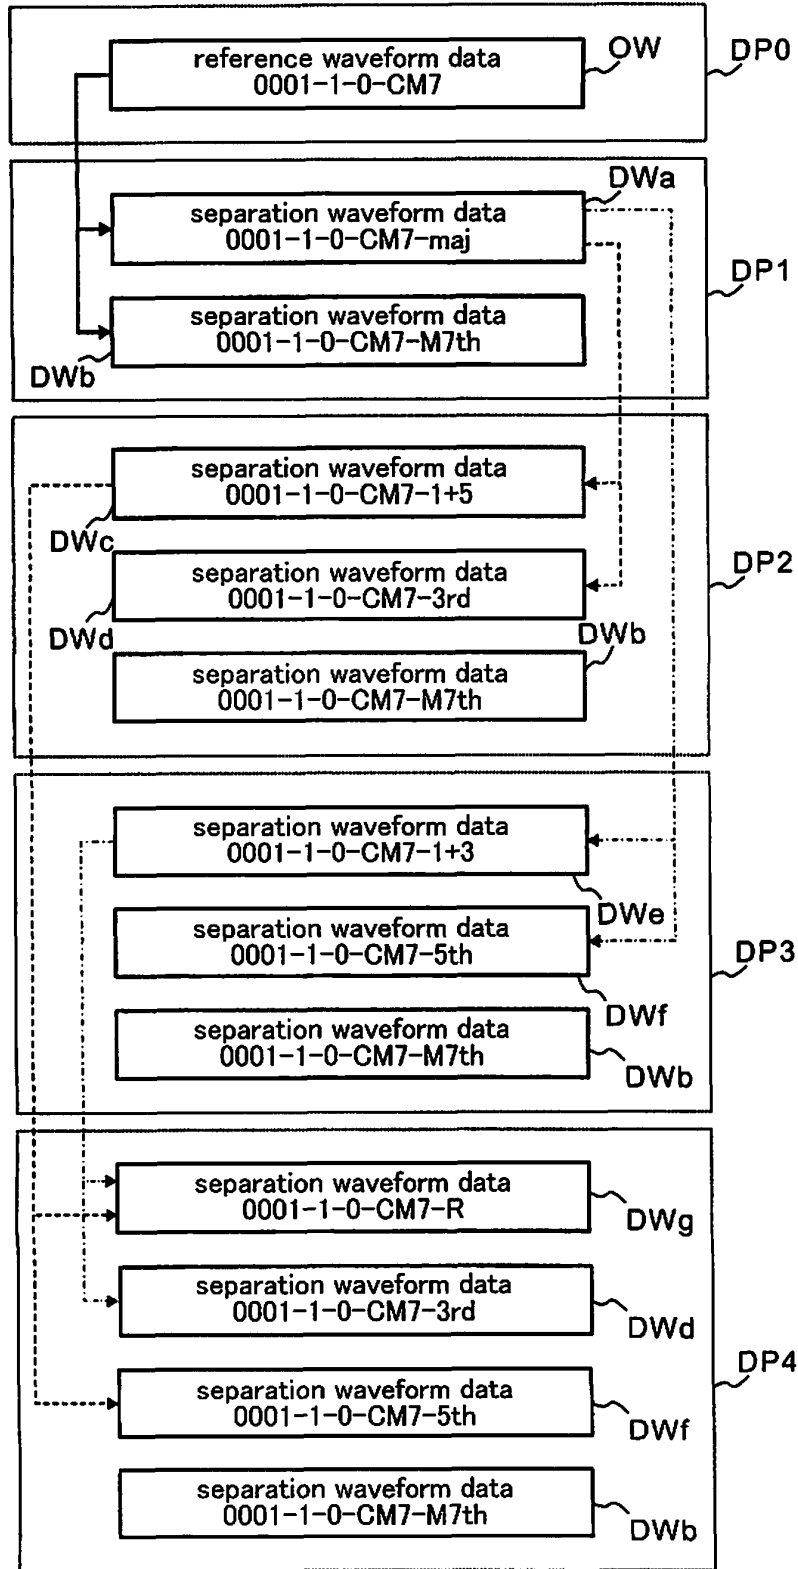 reference waveform data
0001-1-0-CM7
OW
DP0
DWa
separation waveform data
0001-1-0-CM7-maj
DP1
separation waveform data
0001-1-0-CM7-M7th
DWb
separation waveform data
0001-1-0-CM7-1+5
DWc
DP2
separation waveform data
0001-1-0-CM7-3rd
DWd
DWb
separation waveform data
0001-1-0-CM7-M7th
separation waveform data
0001-1-0-CM7-1+3
DWe
separation waveform data
0001-1-0-CM7-5th
DP3
DWf
separation waveform data
0001-1-0-CM7-M7th
DWb
separation waveform data
0001-1-0-CM7-R
DWg
separation waveform data
0001-1-0-CM7-3rd
DWd
DP4
separation waveform data
0001-1-0-CM7-5th
DWf
separation waveform data
0001-1-0-CM7-M7th
DWb